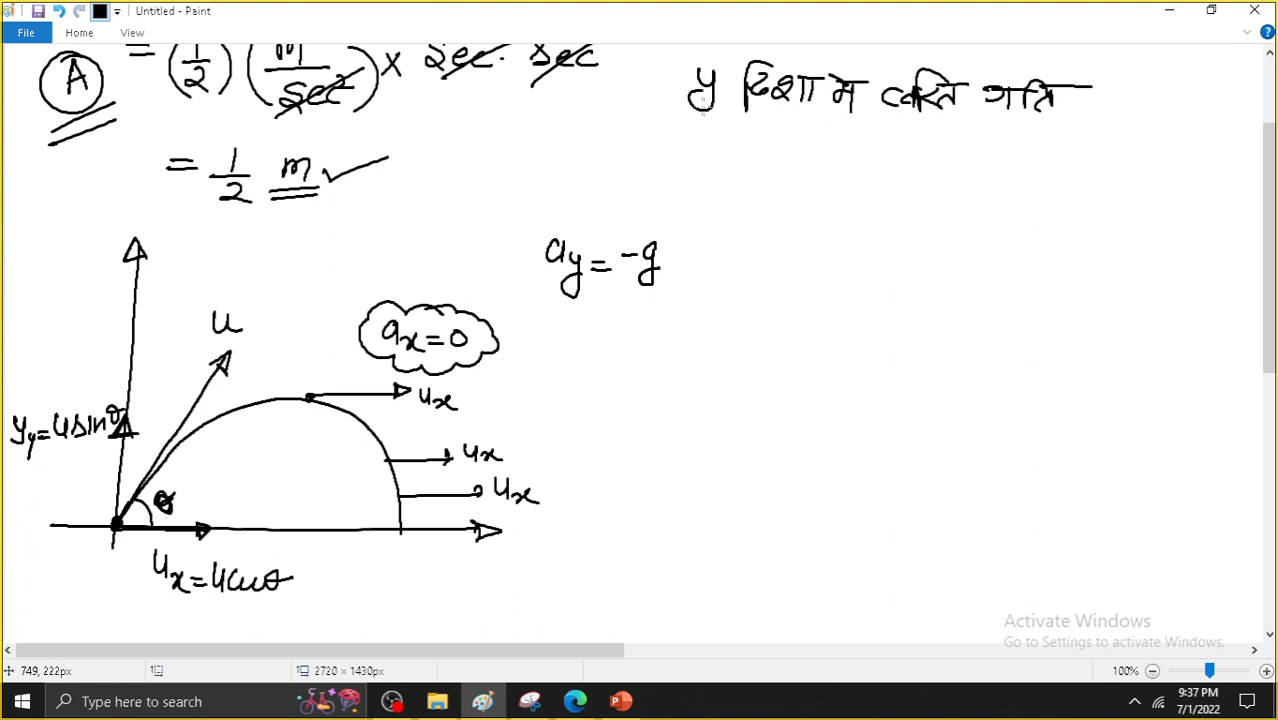 Untitled - Paint
File Home View
A
= (1/2) (m/sec²) × sec. sec
= 1/2 m
y दिशा में त्वरित गति
ay = -g
ax = 0
u
ux
uy = u sinθ
ux
ux
θ
ux = u cosθ
Activate Windows
Go to Settings to activate Windows.
749, 222px
2720 × 1430px
100%
Type here to search
9:37 PM
7/1/2022